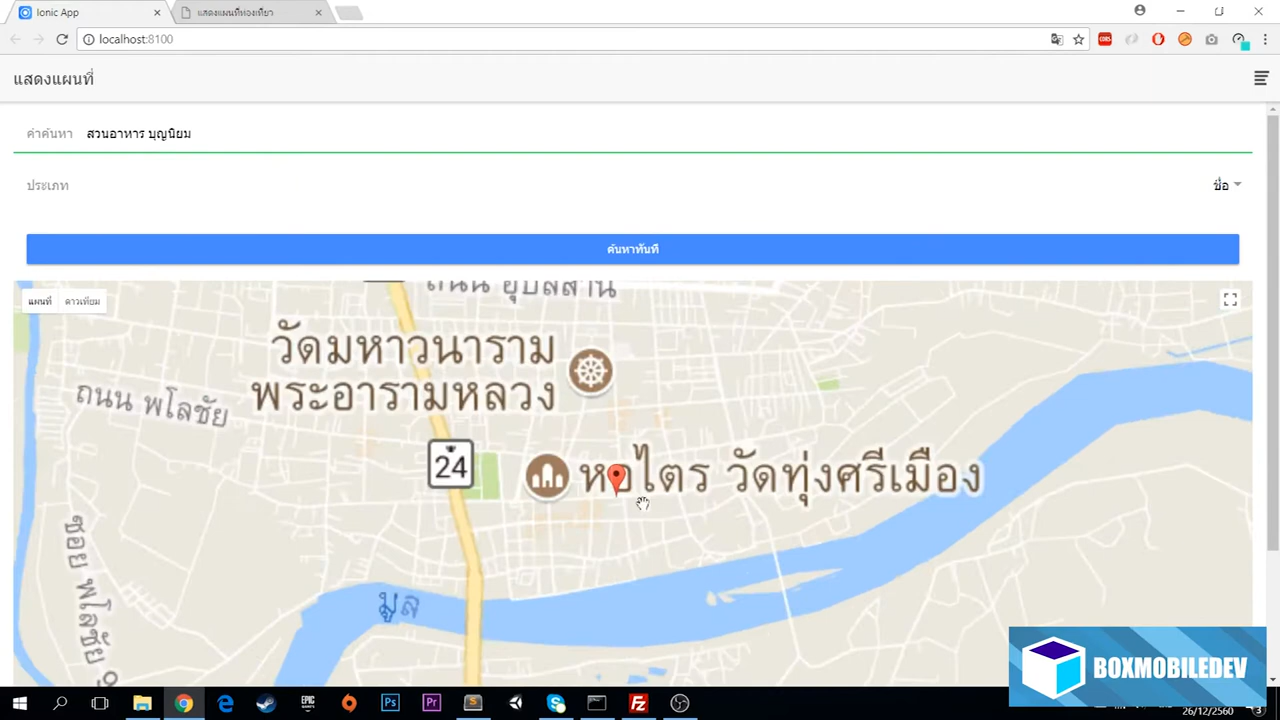 Ionic App
แสดงแผนที่ท่องเที่ยว
localhost:8100
แสดงแผนที่
คำค้นหา สวนอาหาร บุญนิยม
ประเภท ชื่อ
ค้นหาทันที
แผนที่ ดาวเทียม
ถนน อุบลสาน
วัดมหาวนาราม
พระอารามหลวง
ถนน พโลชัย
24
หอไตร วัดทุ่งศรีเมือง
ซอย พโลชัย
มูล
BOXMOBILEDEV
26/12/2560